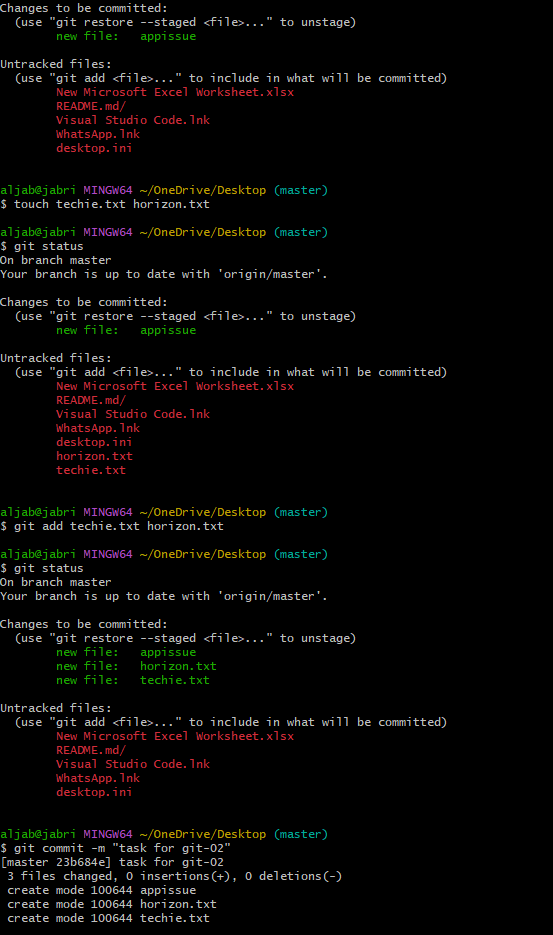 Changes to be committed:
  (use "git restore --staged <file>..." to unstage)
        new file:   appissue
Untracked files:
  (use "git add <file>..." to include in what will be committed)
        New Microsoft Excel Worksheet.xlsx
        README.md/
        Visual Studio Code.lnk
        WhatsApp.lnk
        desktop.ini
aljab@jabri MINGW64 ~/OneDrive/Desktop (master)
$ touch techie.txt horizon.txt
aljab@jabri MINGW64 ~/OneDrive/Desktop (master)
$ git status
On branch master
Your branch is up to date with 'origin/master'.
Changes to be committed:
  (use "git restore --staged <file>..." to unstage)
        new file:   appissue
Untracked files:
  (use "git add <file>..." to include in what will be committed)
        New Microsoft Excel Worksheet.xlsx
        README.md/
        Visual Studio Code.lnk
        WhatsApp.lnk
        desktop.ini
        horizon.txt
        techie.txt
aljab@jabri MINGW64 ~/OneDrive/Desktop (master)
$ git add techie.txt horizon.txt
aljab@jabri MINGW64 ~/OneDrive/Desktop (master)
$ git status
On branch master
Your branch is up to date with 'origin/master'.
Changes to be committed:
  (use "git restore --staged <file>..." to unstage)
        new file:   appissue
        new file:   horizon.txt
        new file:   techie.txt
Untracked files:
  (use "git add <file>..." to include in what will be committed)
        New Microsoft Excel Worksheet.xlsx
        README.md/
        Visual Studio Code.lnk
        WhatsApp.lnk
        desktop.ini
aljab@jabri MINGW64 ~/OneDrive/Desktop (master)
$ git commit -m "task for git-02"
[master 23b684e] task for git-02
 3 files changed, 0 insertions(+), 0 deletions(-)
 create mode 100644 appissue
 create mode 100644 horizon.txt
 create mode 100644 techie.txt